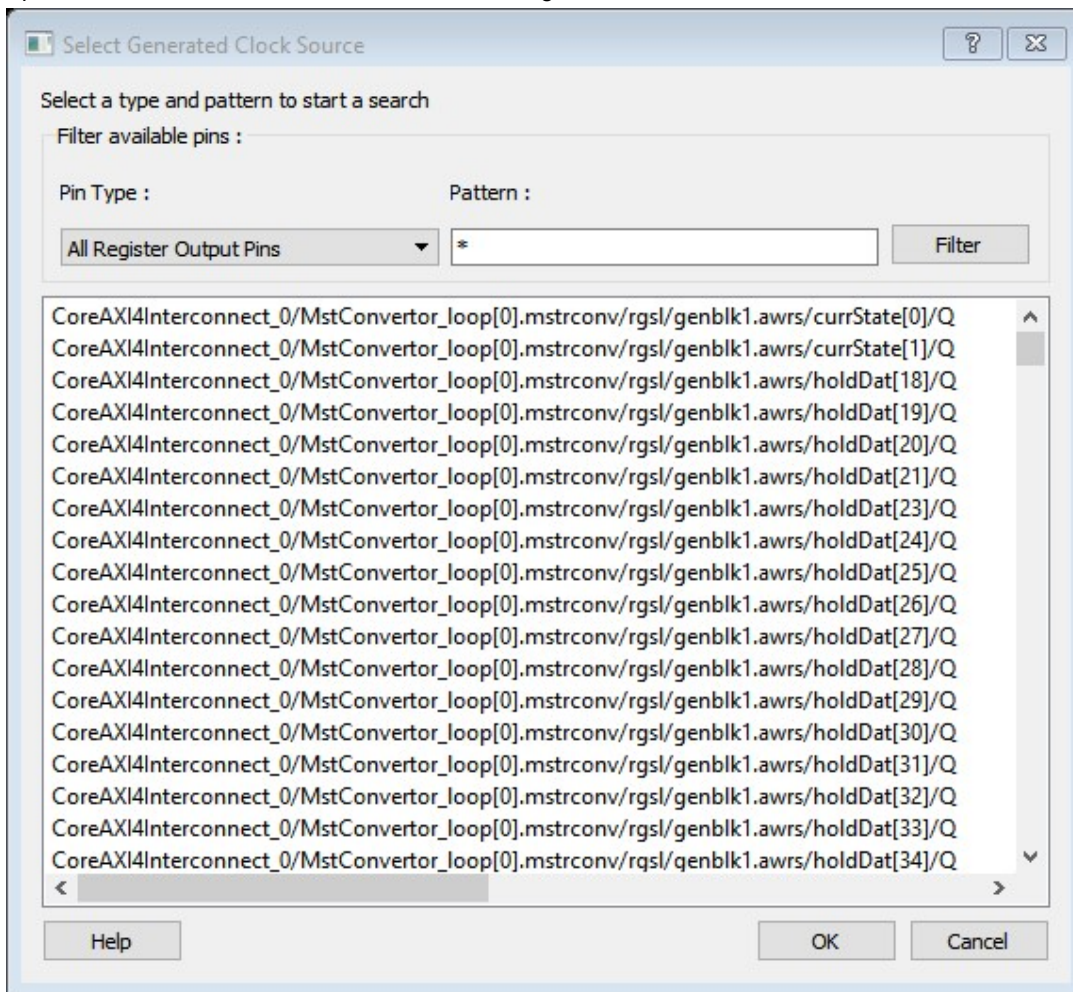 Select Generated Clock Source
Select a type and pattern to start a search
Filter available pins :
Pin Type : Pattern :
All Register Output Pins * Filter
CoreAXI4Interconnect_0/MstConvertor_loop[0].mstrconv/rgsl/genblk1.awrs/currState[0]/Q
CoreAXI4Interconnect_0/MstConvertor_loop[0].mstrconv/rgsl/genblk1.awrs/currState[1]/Q
CoreAXI4Interconnect_0/MstConvertor_loop[0].mstrconv/rgsl/genblk1.awrs/holdDat[18]/Q
CoreAXI4Interconnect_0/MstConvertor_loop[0].mstrconv/rgsl/genblk1.awrs/holdDat[19]/Q
CoreAXI4Interconnect_0/MstConvertor_loop[0].mstrconv/rgsl/genblk1.awrs/holdDat[20]/Q
CoreAXI4Interconnect_0/MstConvertor_loop[0].mstrconv/rgsl/genblk1.awrs/holdDat[21]/Q
CoreAXI4Interconnect_0/MstConvertor_loop[0].mstrconv/rgsl/genblk1.awrs/holdDat[23]/Q
CoreAXI4Interconnect_0/MstConvertor_loop[0].mstrconv/rgsl/genblk1.awrs/holdDat[24]/Q
CoreAXI4Interconnect_0/MstConvertor_loop[0].mstrconv/rgsl/genblk1.awrs/holdDat[25]/Q
CoreAXI4Interconnect_0/MstConvertor_loop[0].mstrconv/rgsl/genblk1.awrs/holdDat[26]/Q
CoreAXI4Interconnect_0/MstConvertor_loop[0].mstrconv/rgsl/genblk1.awrs/holdDat[27]/Q
CoreAXI4Interconnect_0/MstConvertor_loop[0].mstrconv/rgsl/genblk1.awrs/holdDat[28]/Q
CoreAXI4Interconnect_0/MstConvertor_loop[0].mstrconv/rgsl/genblk1.awrs/holdDat[29]/Q
CoreAXI4Interconnect_0/MstConvertor_loop[0].mstrconv/rgsl/genblk1.awrs/holdDat[30]/Q
CoreAXI4Interconnect_0/MstConvertor_loop[0].mstrconv/rgsl/genblk1.awrs/holdDat[31]/Q
CoreAXI4Interconnect_0/MstConvertor_loop[0].mstrconv/rgsl/genblk1.awrs/holdDat[32]/Q
CoreAXI4Interconnect_0/MstConvertor_loop[0].mstrconv/rgsl/genblk1.awrs/holdDat[33]/Q
CoreAXI4Interconnect_0/MstConvertor_loop[0].mstrconv/rgsl/genblk1.awrs/holdDat[34]/Q
Help OK Cancel